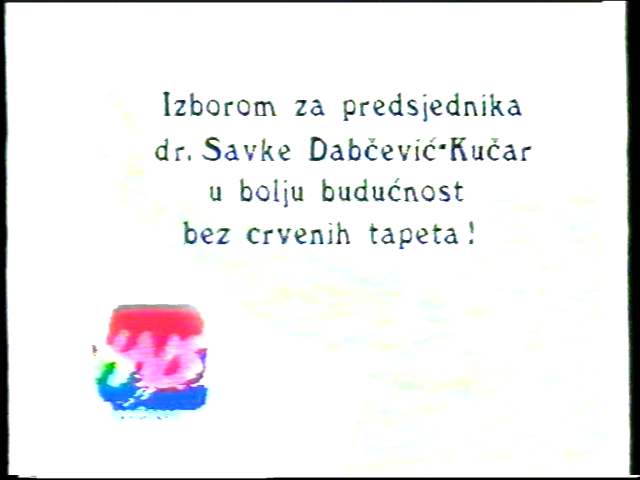 Izborom za predsjednika
dr. Savke Dabčević-Kučar
u bolju budućnost
bez crvenih tapeta!